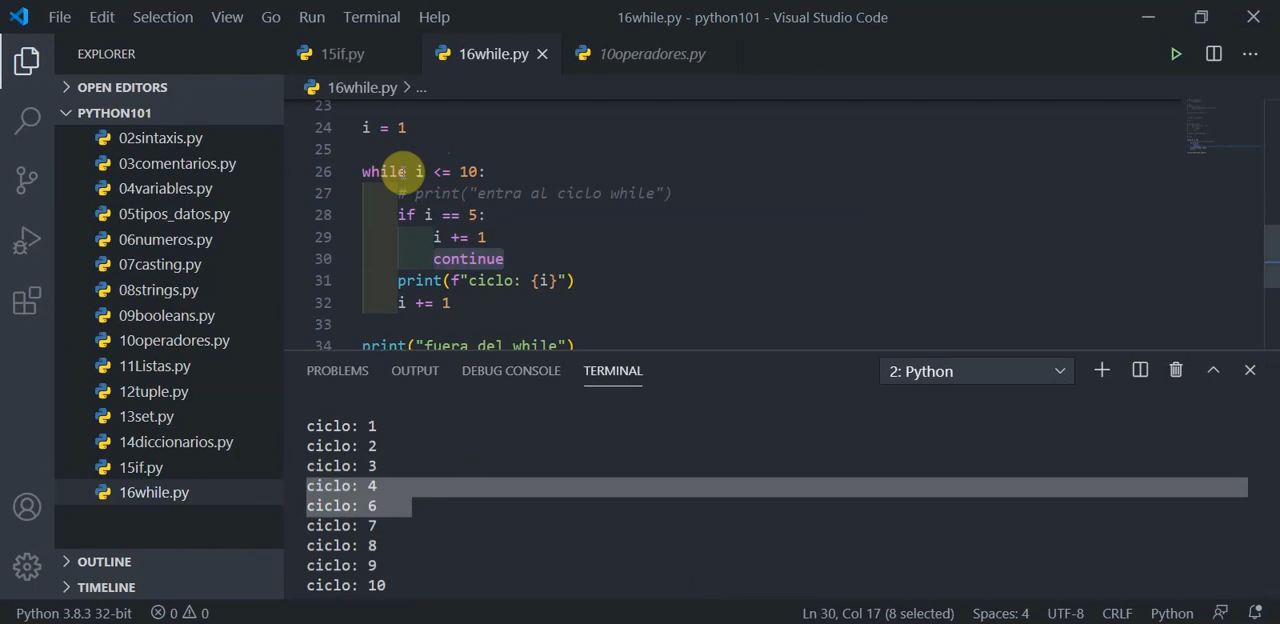 File Edit Selection View Go Run Terminal Help 16while.py - python101 - Visual Studio Code
EXPLORER
OPEN EDITORS
PYTHON101
02sintaxis.py
03comentarios.py
04variables.py
05tipos_datos.py
06numeros.py
07casting.py
08strings.py
09booleans.py
10operadores.py
11Listas.py
12tuple.py
13set.py
14diccionarios.py
15if.py
16while.py
OUTLINE
TIMELINE
15if.py 16while.py 10operadores.py
16while.py > ...
23
24 i = 1
25
26 while i <= 10:
27 # print("entra al ciclo while")
28 if i == 5:
29 i += 1
30 continue
31 print(f"ciclo: {i}")
32 i += 1
33
34 print("fuera del while")
PROBLEMS OUTPUT DEBUG CONSOLE TERMINAL 2: Python
ciclo: 1
ciclo: 2
ciclo: 3
ciclo: 4
ciclo: 6
ciclo: 7
ciclo: 8
ciclo: 9
ciclo: 10
Python 3.8.3 32-bit 0 0 Ln 30, Col 17 (8 selected) Spaces: 4 UTF-8 CRLF Python